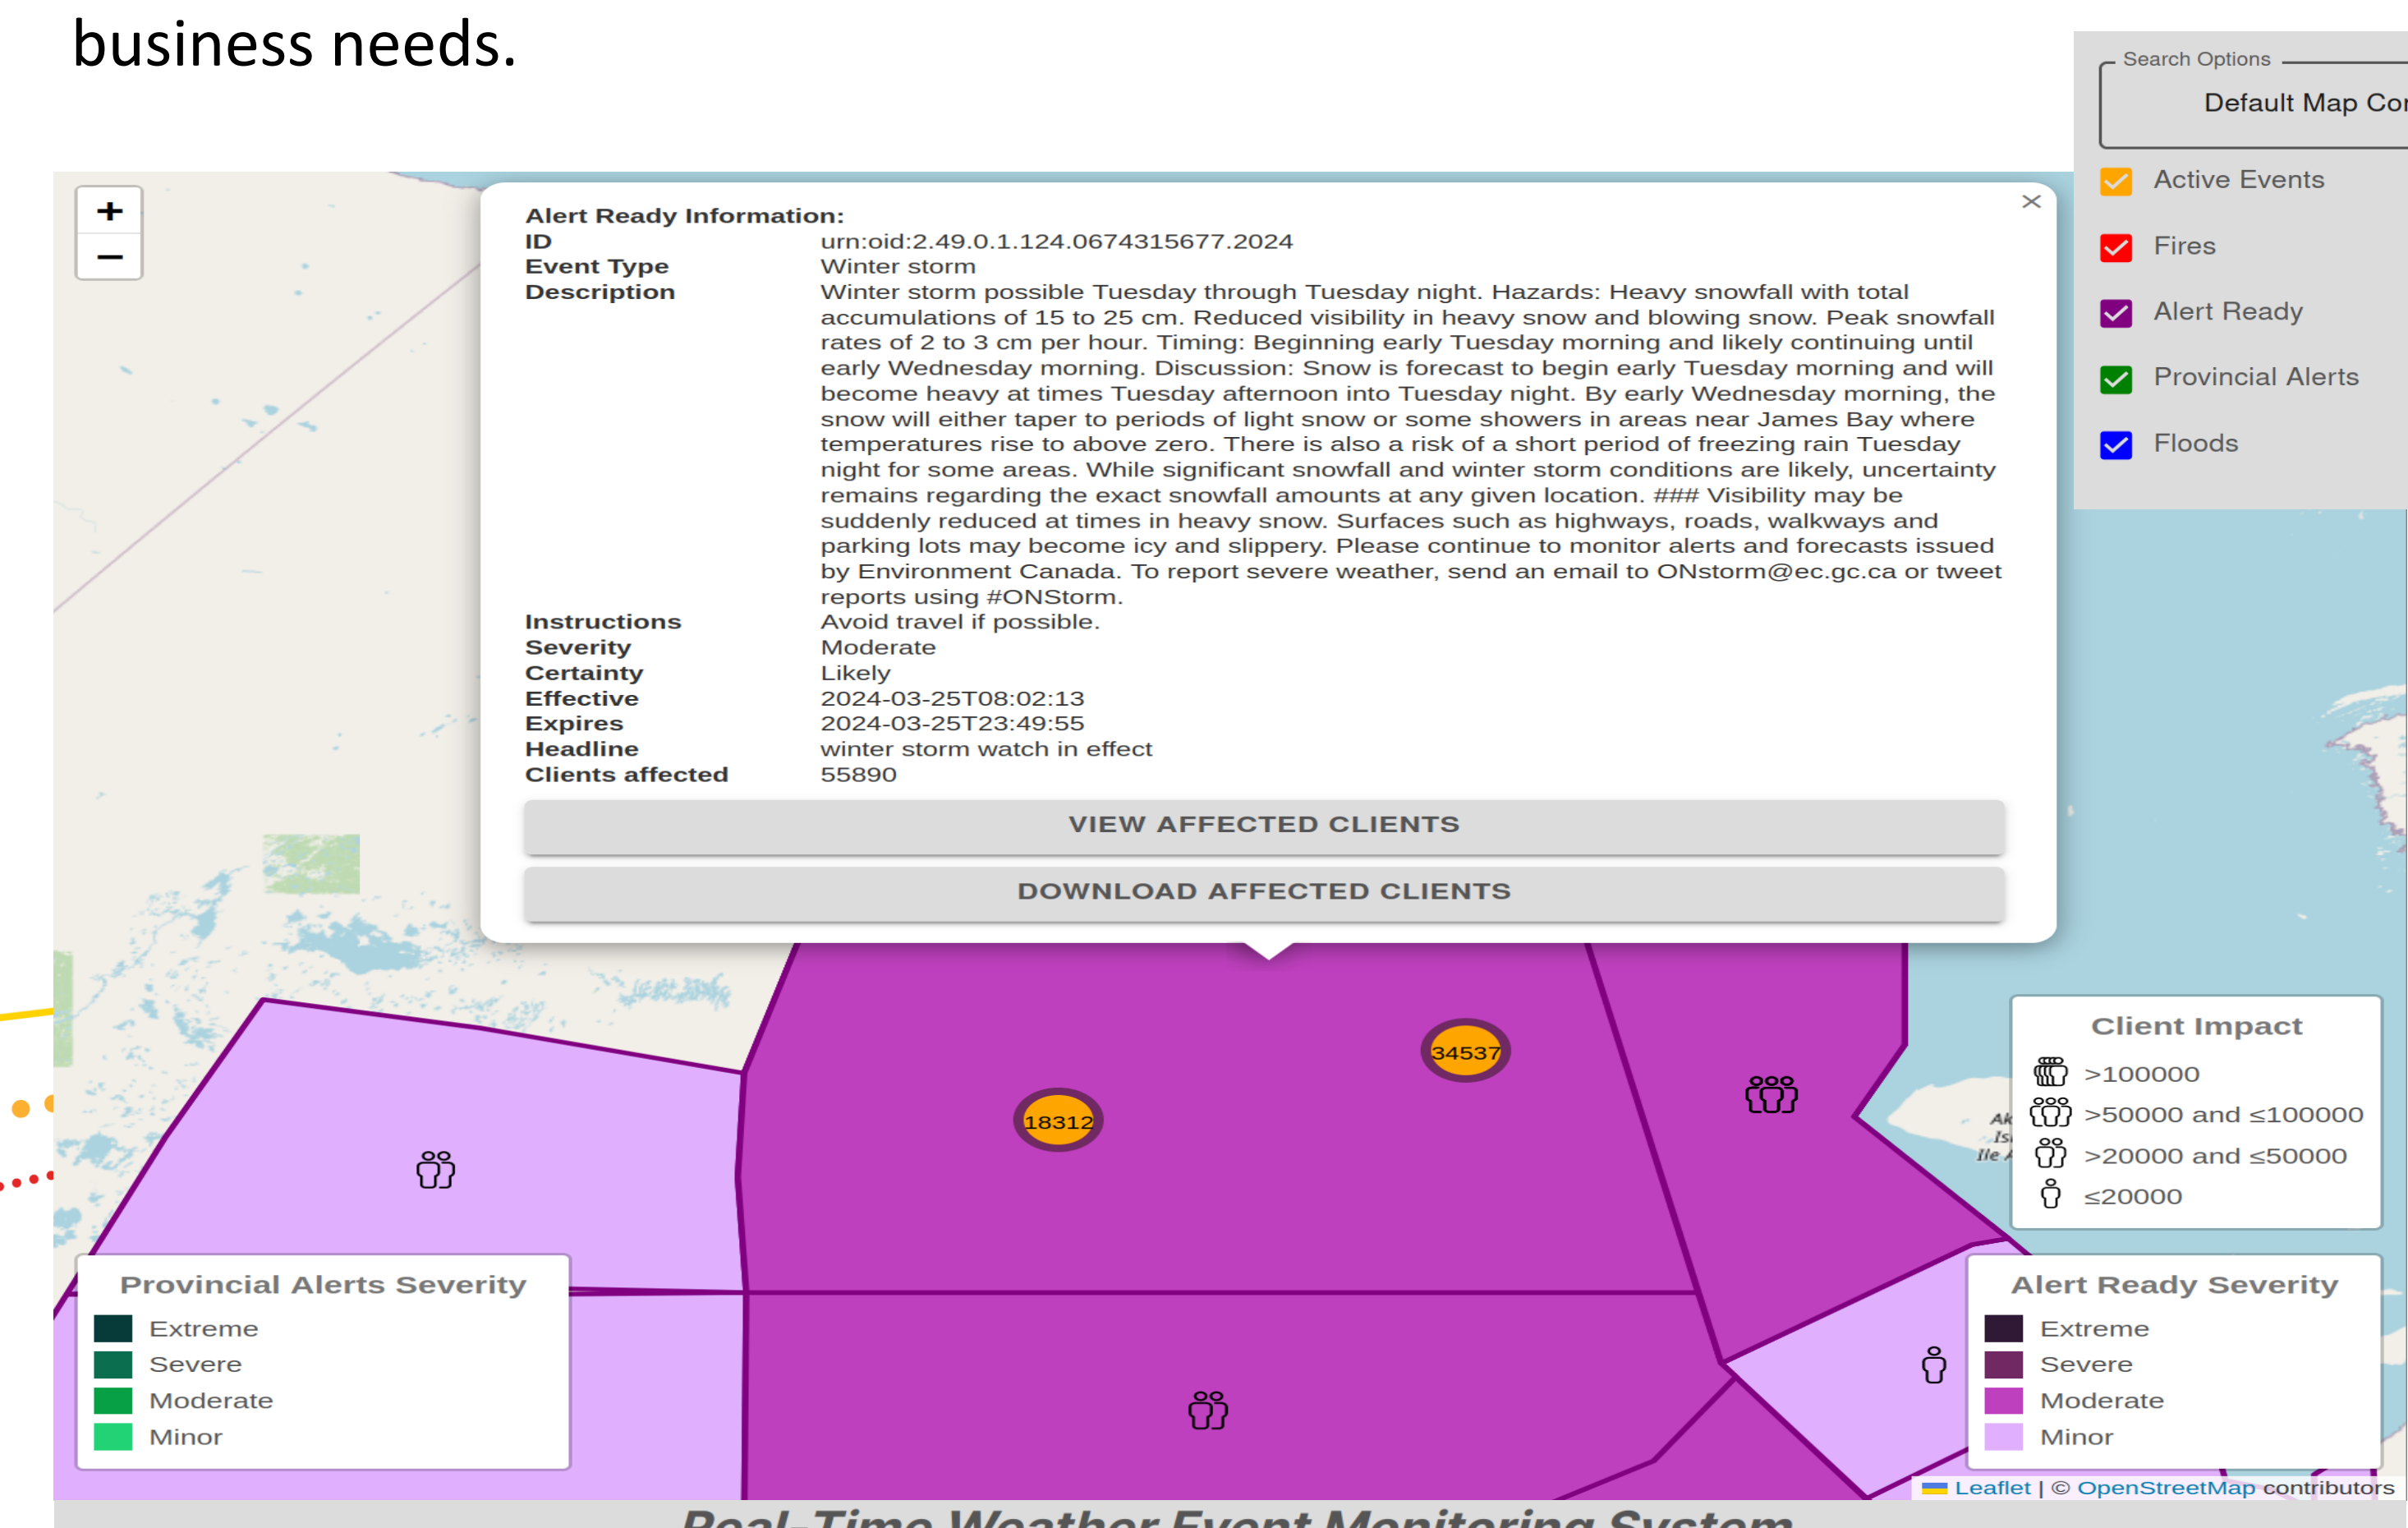 business needs.
Search Options
Default Map
Active Events
Fires
Alert Ready
Provincial Alerts
Floods
+
−
×
Alert Ready Information:
ID urn:oid:2.49.0.1.124.0674315677.2024
Event Type Winter storm
Description Winter storm possible Tuesday through Tuesday night. Hazards: Heavy snowfall with total
accumulations of 15 to 25 cm. Reduced visibility in heavy snow and blowing snow. Peak snowfall
rates of 2 to 3 cm per hour. Timing: Beginning early Tuesday morning and likely continuing until
early Wednesday morning. Discussion: Snow is forecast to begin early Tuesday morning and will
become heavy at times Tuesday afternoon into Tuesday night. By early Wednesday morning, the
snow will either taper to periods of light snow or some showers in areas near James Bay where
temperatures rise to above zero. There is also a risk of a short period of freezing rain Tuesday
night for some areas. While significant snowfall and winter storm conditions are likely, uncertainty
remains regarding the exact snowfall amounts at any given location. ### Visibility may be
suddenly reduced at times in heavy snow. Surfaces such as highways, roads, walkways and
parking lots may become icy and slippery. Please continue to monitor alerts and forecasts issued
by Environment Canada. To report severe weather, send an email to ONstorm@ec.gc.ca or tweet
reports using #ONStorm.
Instructions Avoid travel if possible.
Severity Moderate
Certainty Likely
Effective 2024-03-25T08:02:13
Expires 2024-03-25T23:49:55
Headline winter storm watch in effect
Clients affected 55890
VIEW AFFECTED CLIENTS
DOWNLOAD AFFECTED CLIENTS
34537
18312
Client Impact
>100000
>50000 and ≤100000
>20000 and ≤50000
≤20000
Ile
Provincial Alerts Severity
Extreme
Severe
Moderate
Minor
Alert Ready Severity
Extreme
Severe
Moderate
Minor
Leaflet | © OpenStreetMap contributors
Real-Time Weather Event Monitoring System